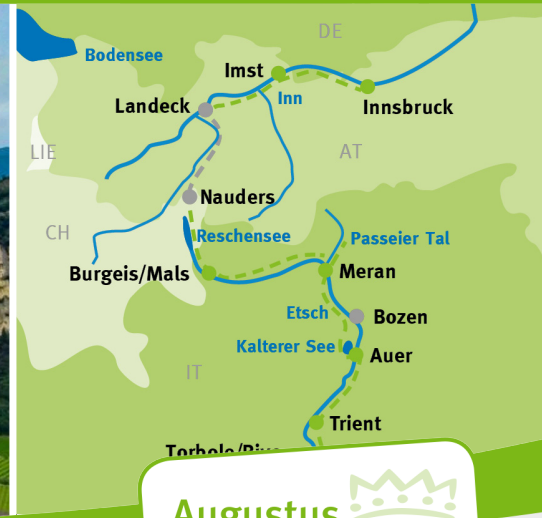 DE
Bodensee
Imst
Inn
Landeck
Innsbruck
LIE
AT
Nauders
CH
Reschensee
Passeier Tal
Burgeis/Mals
Meran
Etsch
Bozen
Kalterer See
Auer
IT
Trient
Augustus